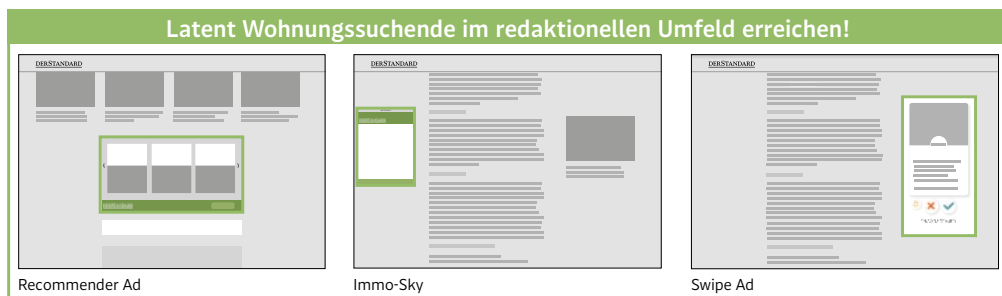 Latent Wohnungssuchende im redaktionellen Umfeld erreichen!
DERSTANDARD
DERSTANDARD
DERSTANDARD
Recommender Ad
Immo-Sky
Swipe Ad